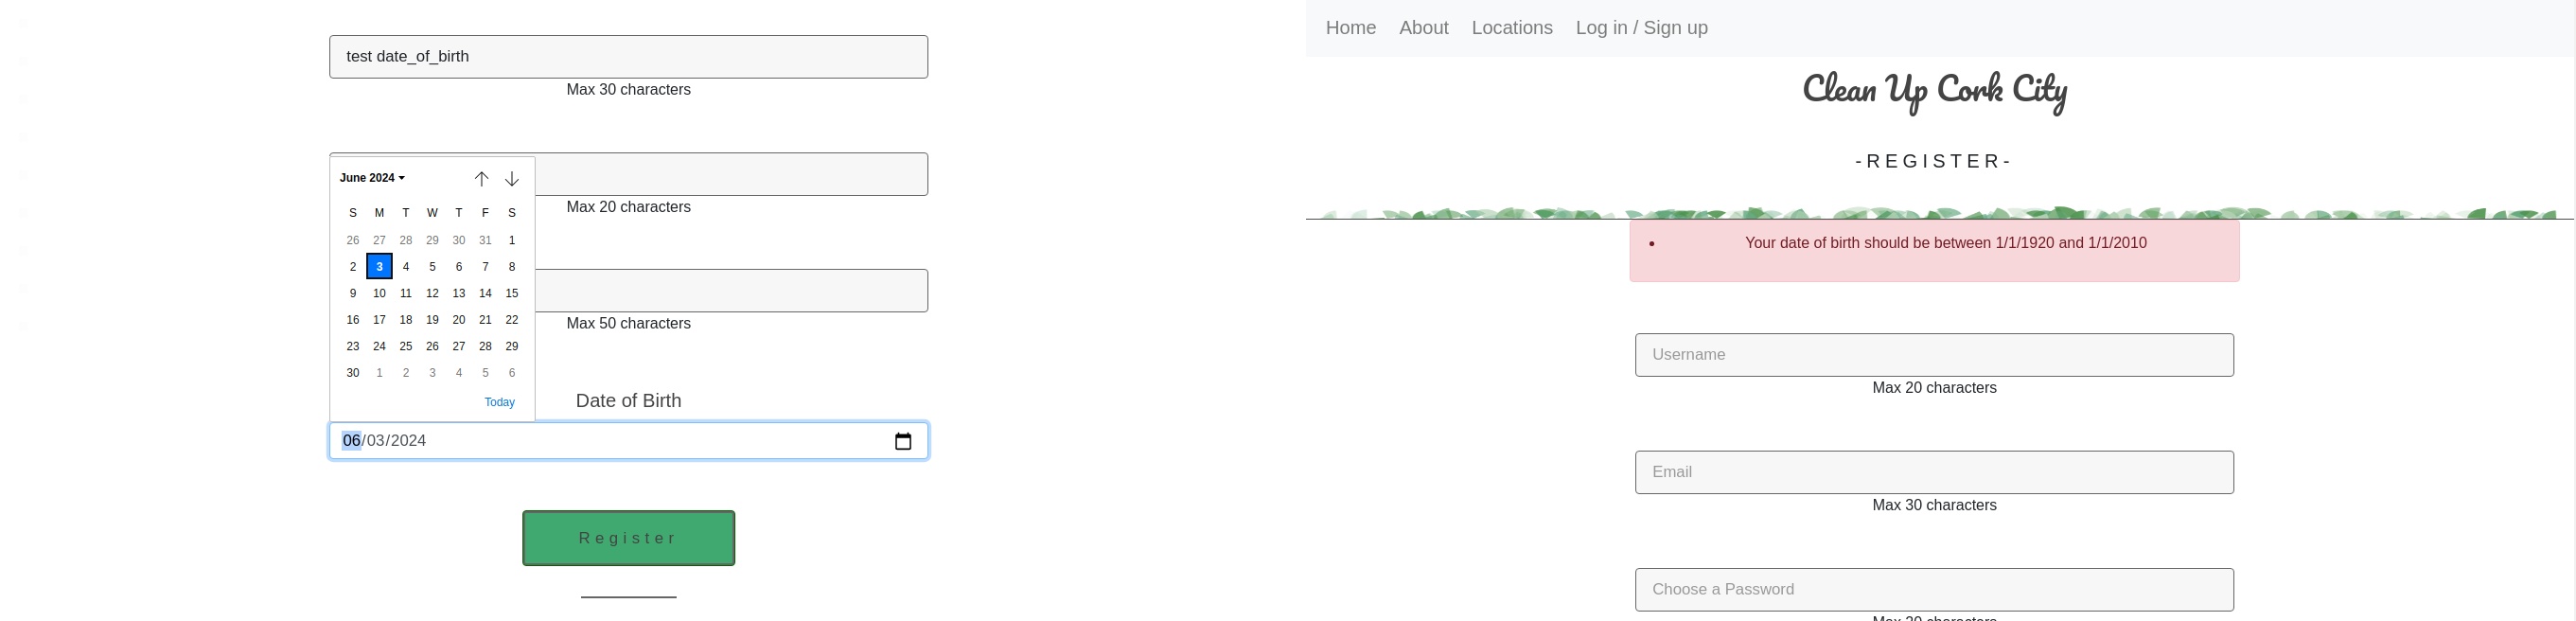 test date_of_birth
Max 30 characters
June 2024
S M T W T F S
26 27 28 29 30 31 1
2 3 4 5 6 7 8
9 10 11 12 13 14 15
16 17 18 19 20 21 22
23 24 25 26 27 28 29
30 1 2 3 4 5 6
Today
Max 20 characters
Max 50 characters
Date of Birth
06/03/2024
Register
Home About Locations Log in / Sign up
Clean Up Cork City
-REGISTER-
• Your date of birth should be between 1/1/1920 and 1/1/2010
Username
Max 20 characters
Email
Max 30 characters
Choose a Password
Max 20 characters